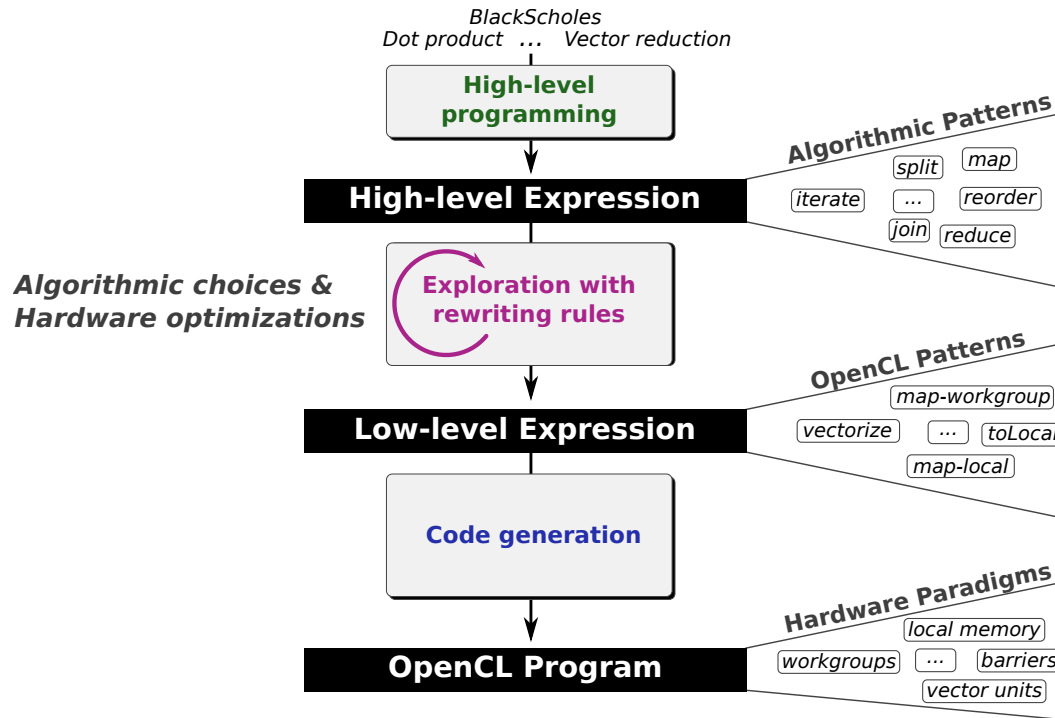 BlackScholes
Dot product ... Vector reduction
High-level
programming
Algorithmic Patterns
High-level Expression
split
map
iterate
...
reorder
join
reduce
Algorithmic choices &
Hardware optimizations
Exploration with
rewriting rules
OpenCL Patterns
Low-level Expression
map-workgroup
vectorize
...
toLocal
map-local
Code generation
Hardware Paradigms
OpenCL Program
local memory
workgroups
...
barriers
vector units